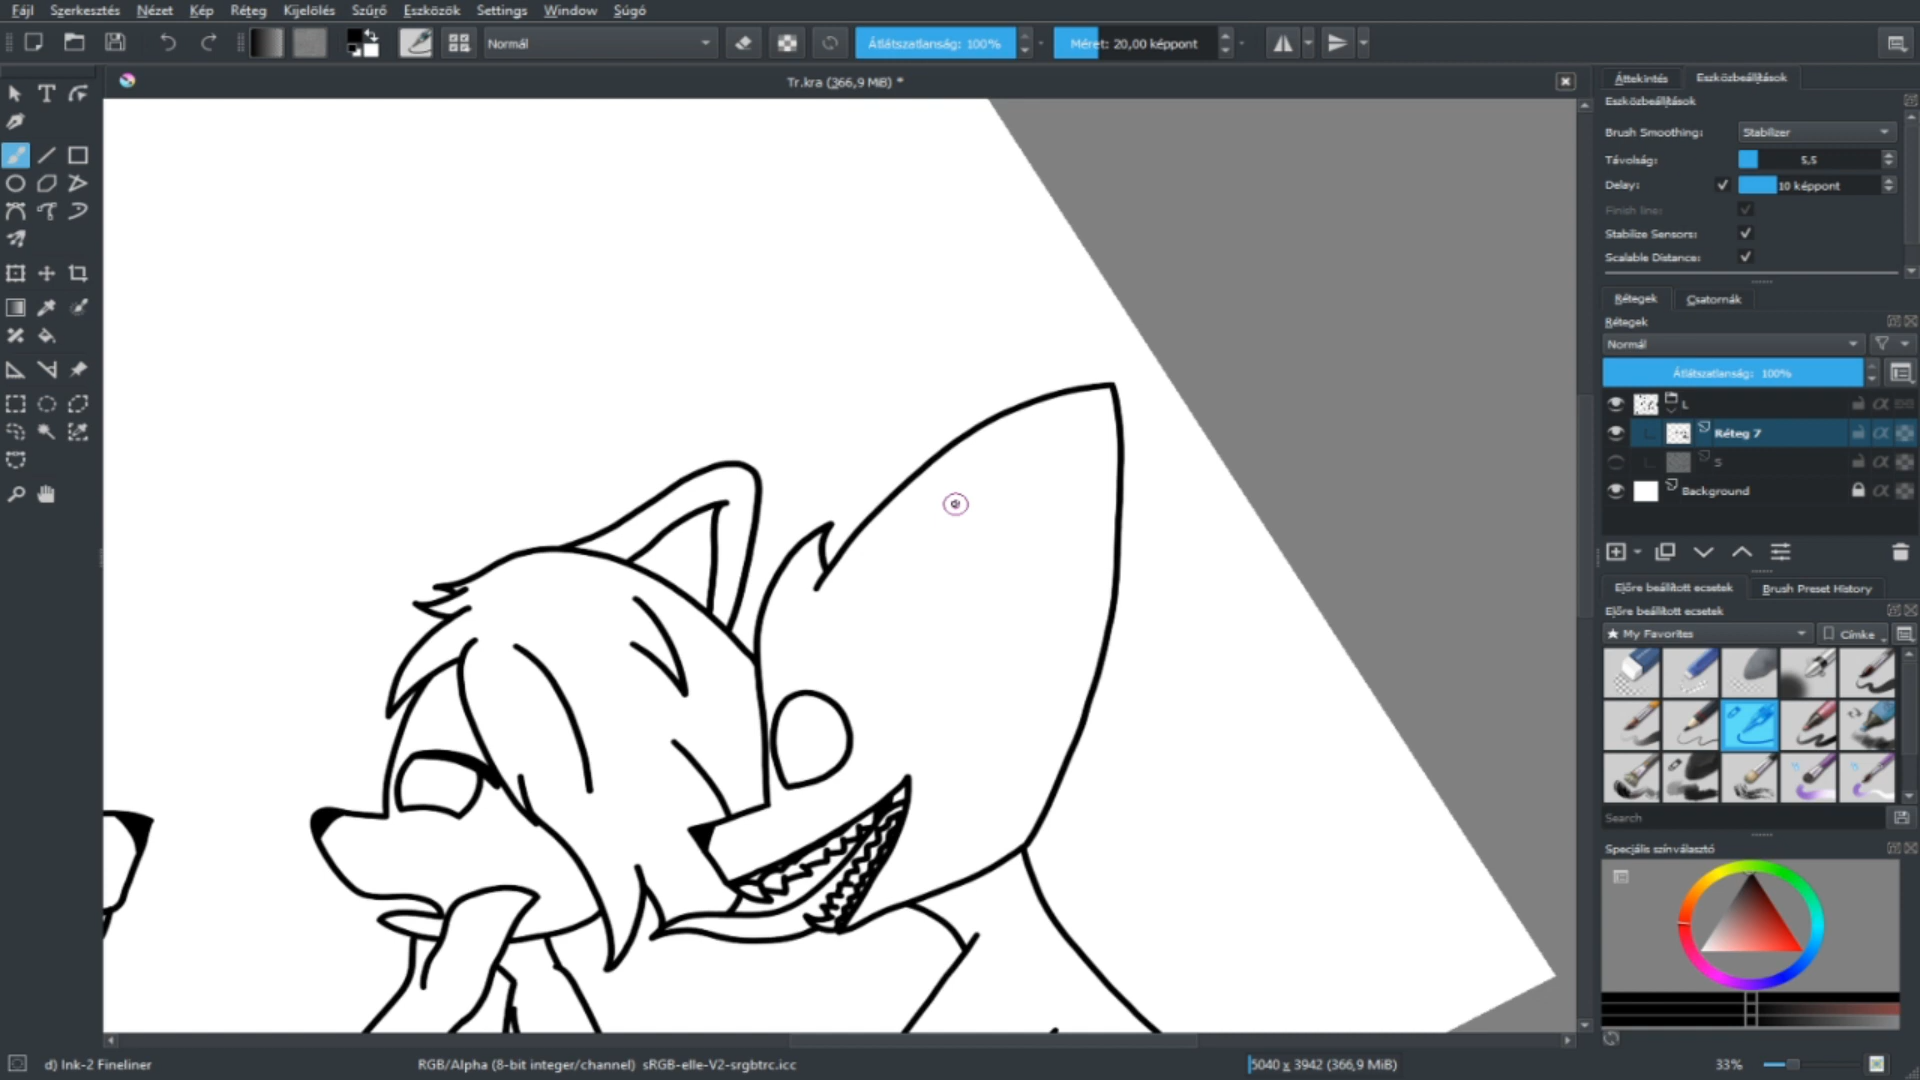 Fájl Szerkesztés Nézet Kép Réteg Kijelölés Szűrő Eszközök Settings Window Súgó
Normál
Átlátszatlanság: 100%
Méret: 20,00 képpont
Tr.kra (366,9 MiB) *
Áttekintés
Eszközbeállítások
Eszközbeállítások
Brush Smoothing:
Stabilizer
Távolság:
5,5
Delay:
10 képpont
Finish line:
Stabilize Sensors:
Scalable Distance:
Rétegek
Csatornák
Rétegek
Normál
Átlátszatlanság: 100%
L
Réteg 7
S
Background
Előre beállított ecsetek
Brush Preset History
Előre beállított ecsetek
★ My Favorites
Címke
Search
Speciális színválasztó
d) Ink-2 Fineliner
RGB/Alpha (8-bit integer/channel) sRGB-elle-V2-srgbtrc.icc
5040 x 3942 (366,9 MiB)
33%